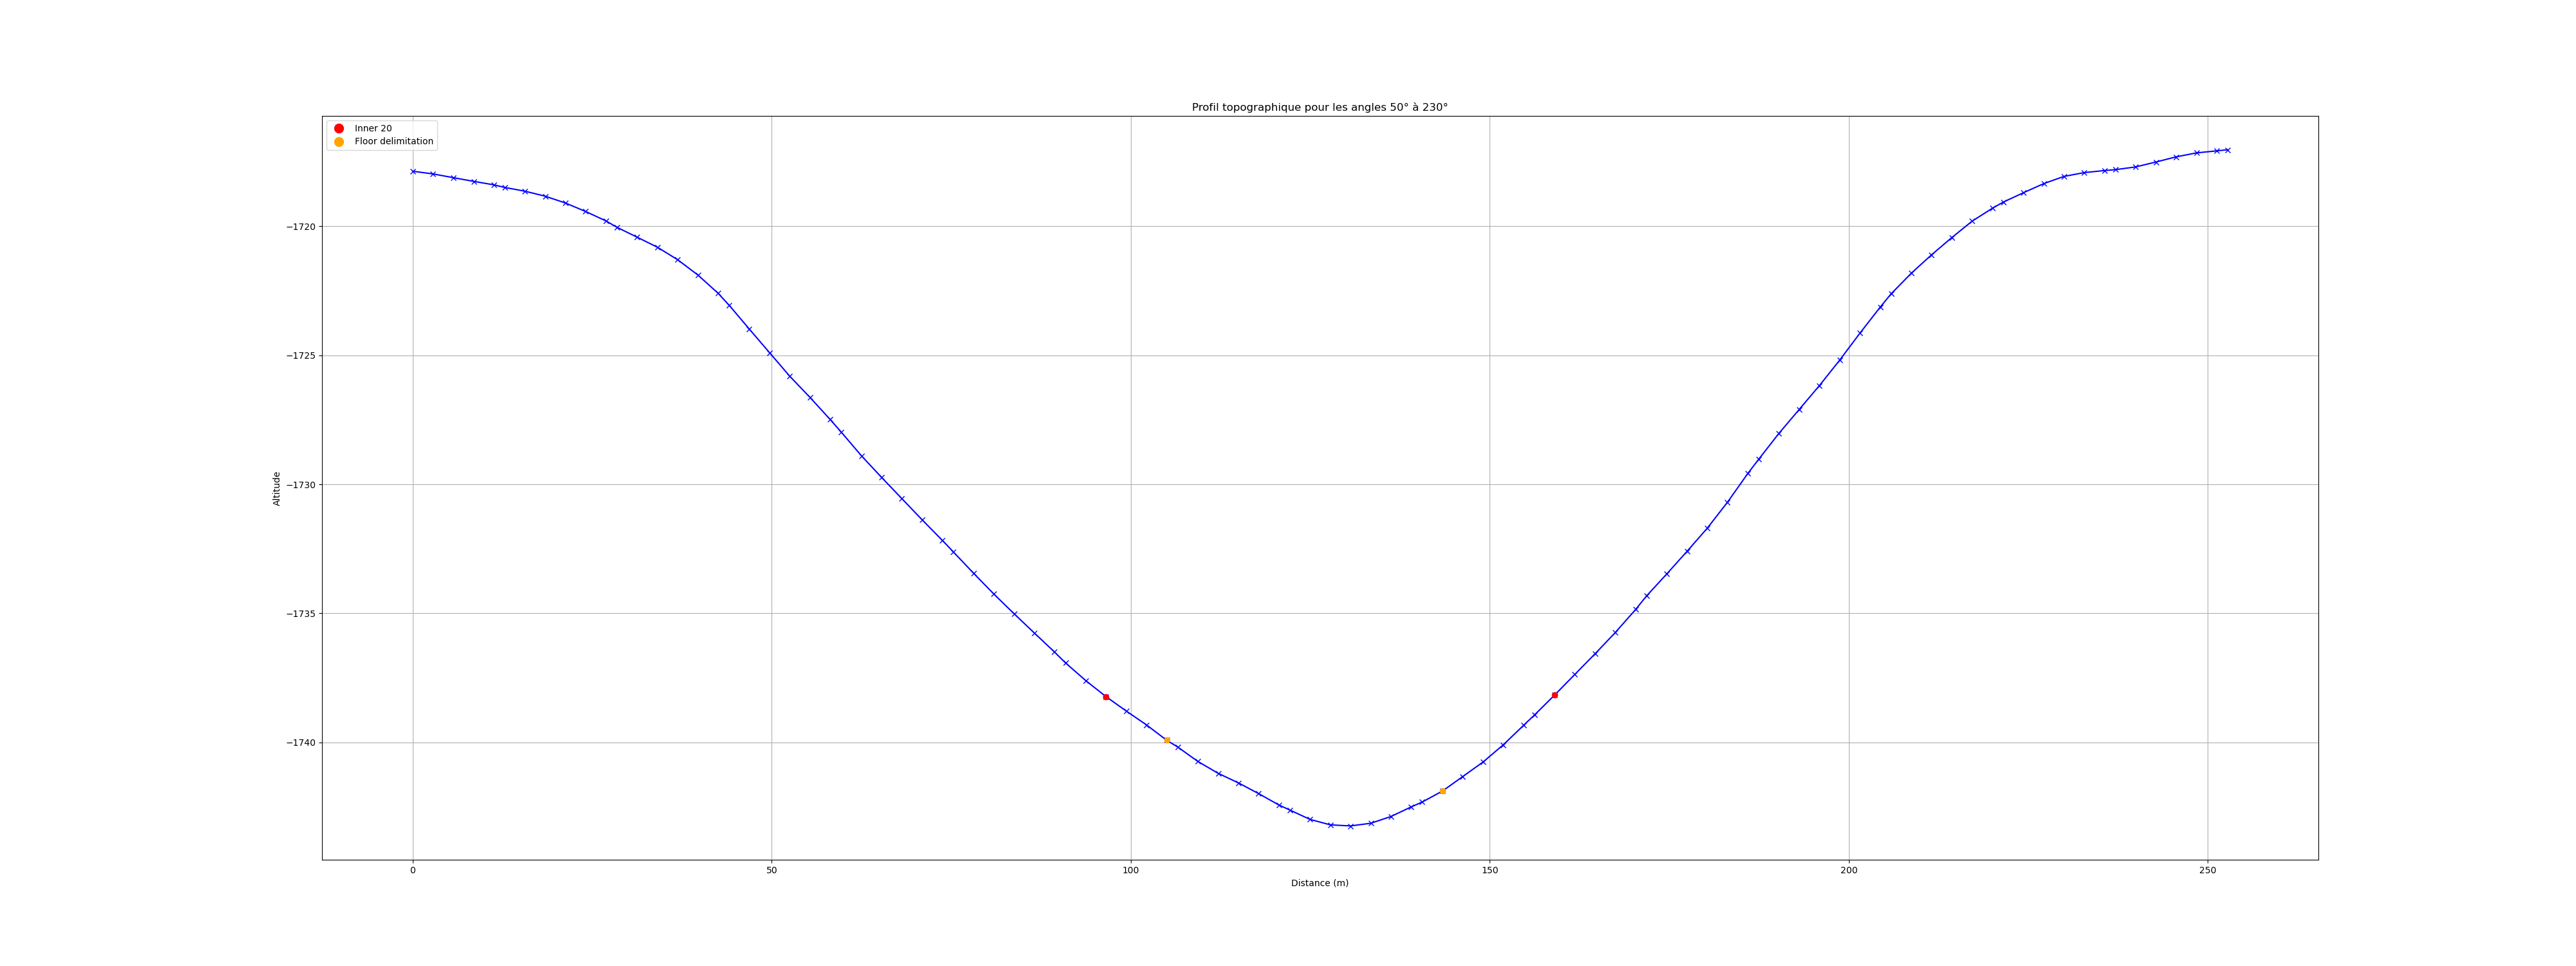 Profil topographique pour les angles 50° à 230°
Inner 20
Floor delimitation
−1720
−1725
−1730
−1735
−1740
Altitude
0 50 100 150 200 250
Distance (m)